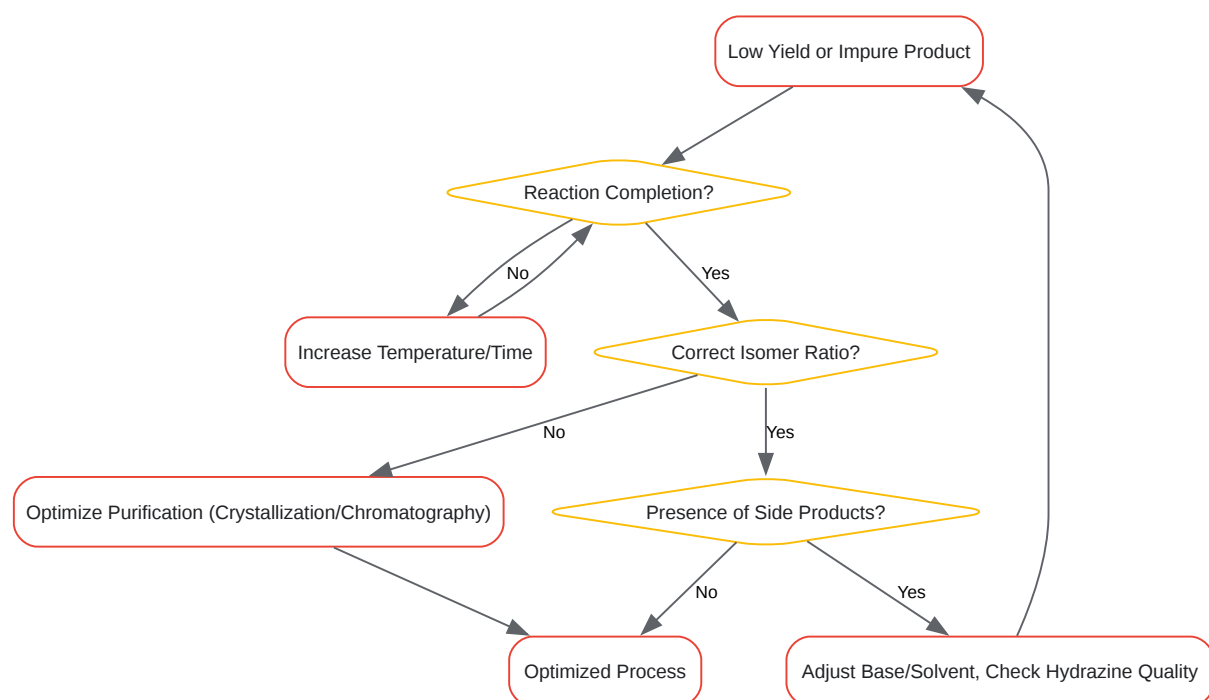 Low Yield or Impure Product
Reaction Completion?
No
Yes
Increase Temperature/Time
Correct Isomer Ratio?
No
Yes
Optimize Purification (Crystallization/Chromatography)
Presence of Side Products?
No
Yes
Optimized Process
Adjust Base/Solvent, Check Hydrazine Quality